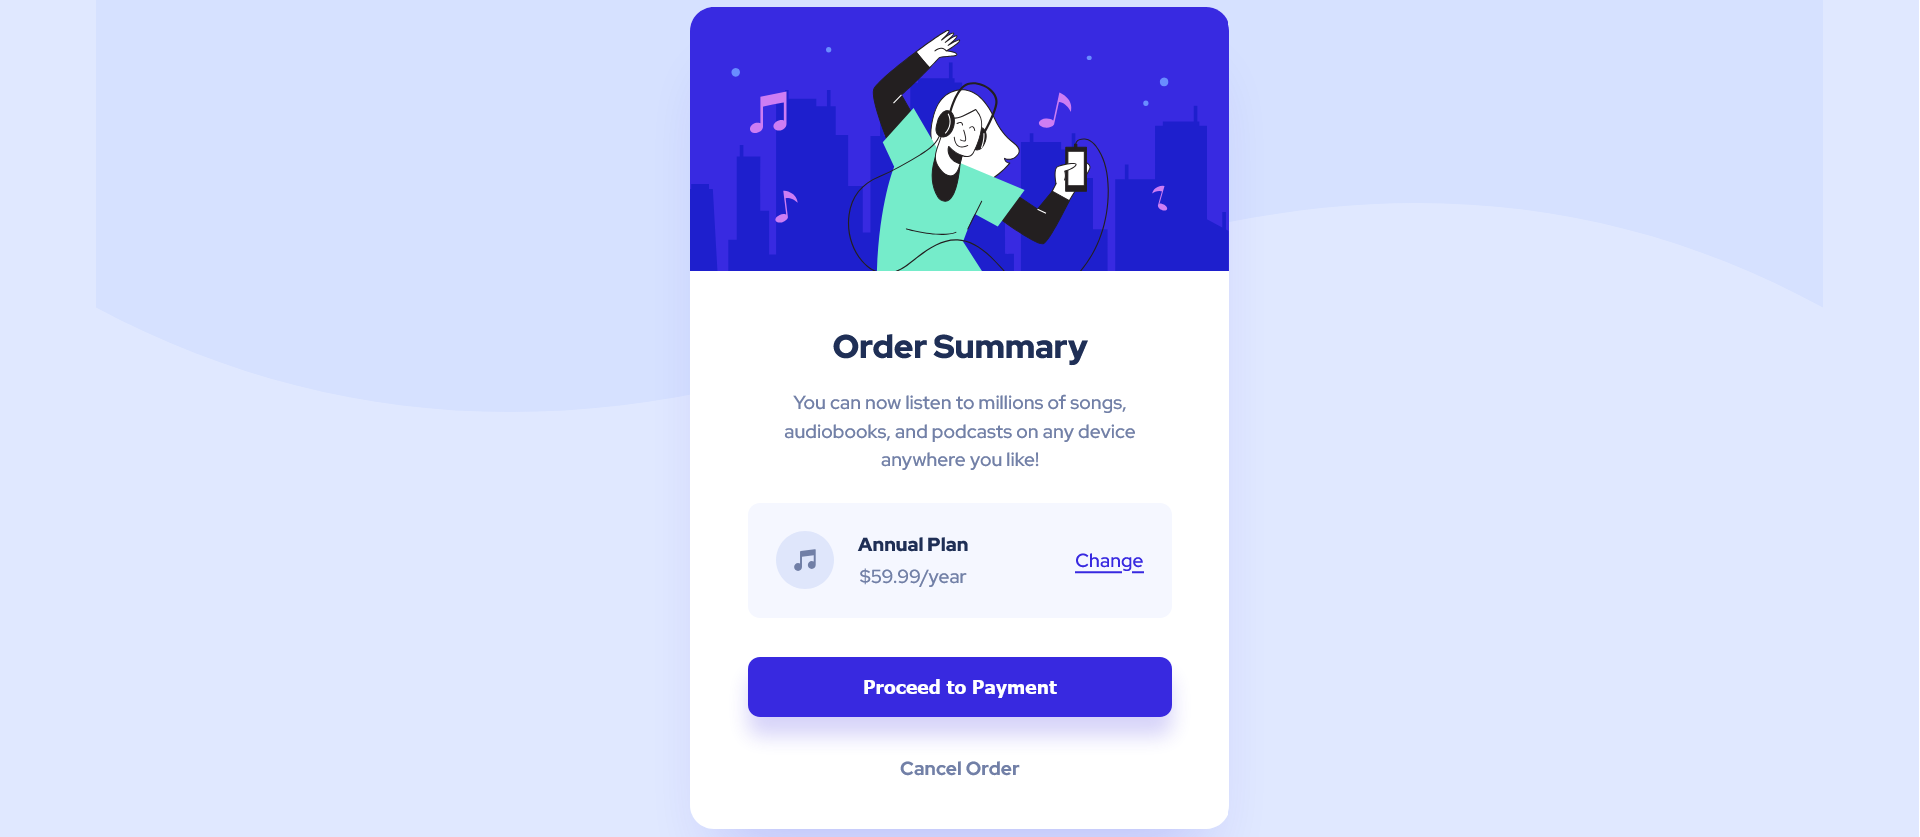 Order Summary
You can now listen to millions of songs,
audiobooks, and podcasts on any device
anywhere you like!
Annual Plan
$59.99/year
Change
Proceed to Payment
Cancel Order